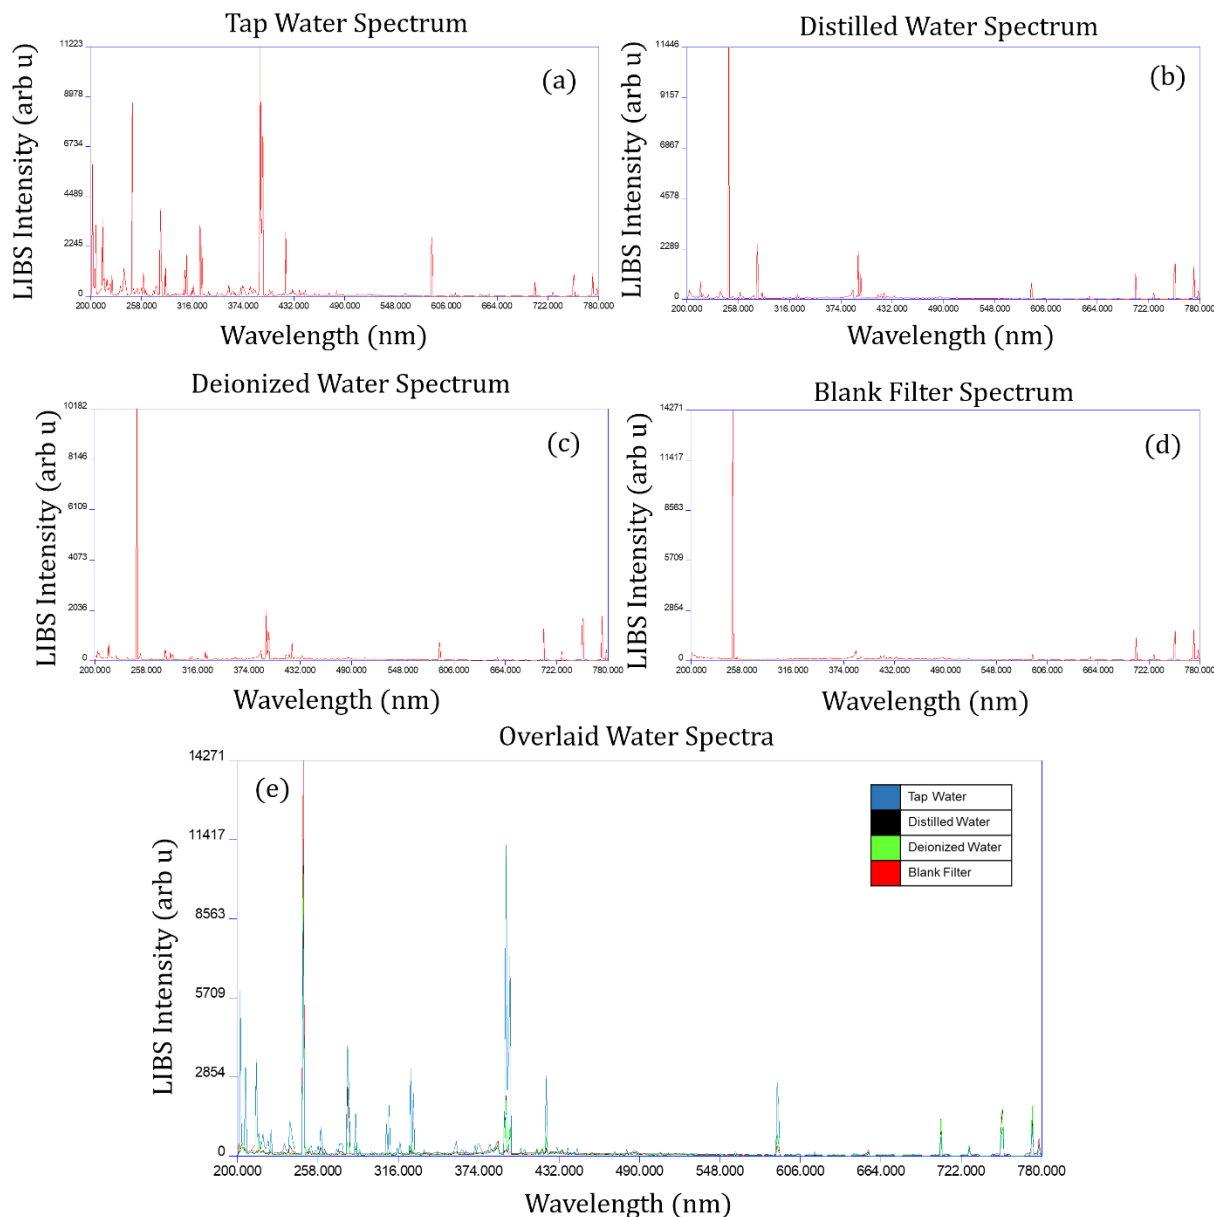 Tap Water Spectrum
LIBS Intensity (arb u)
11223
8978
6734
4489
2245
0
(a)
200.000 258.000 316.000 374.000 432.000 490.000 548.000 606.000 664.000 722.000 780.000
Wavelength (nm)
Distilled Water Spectrum
LIBS Intensity (arb u)
11446
9157
6867
4578
2289
0
(b)
200.000 258.000 316.000 374.000 432.000 490.000 548.000 606.000 664.000 722.000 780.000
Wavelength (nm)
Deionized Water Spectrum
LIBS Intensity (arb u)
10182
8146
6109
4073
2036
0
(c)
200.000 258.000 316.000 374.000 432.000 490.000 548.000 606.000 664.000 722.000 780.000
Wavelength (nm)
Blank Filter Spectrum
LIBS Intensity (arb u)
14271
11417
8563
5709
2854
0
(d)
200.000 258.000 316.000 374.000 432.000 490.000 548.000 606.000 664.000 722.000 780.000
Wavelength (nm)
Overlaid Water Spectra
LIBS Intensity (arb u)
14271
11417
8563
5709
2854
0
(e)
Tap Water
Distilled Water
Deionized Water
Blank Filter
200.000 258.000 316.000 374.000 432.000 490.000 548.000 606.000 664.000 722.000 780.000
Wavelength (nm)